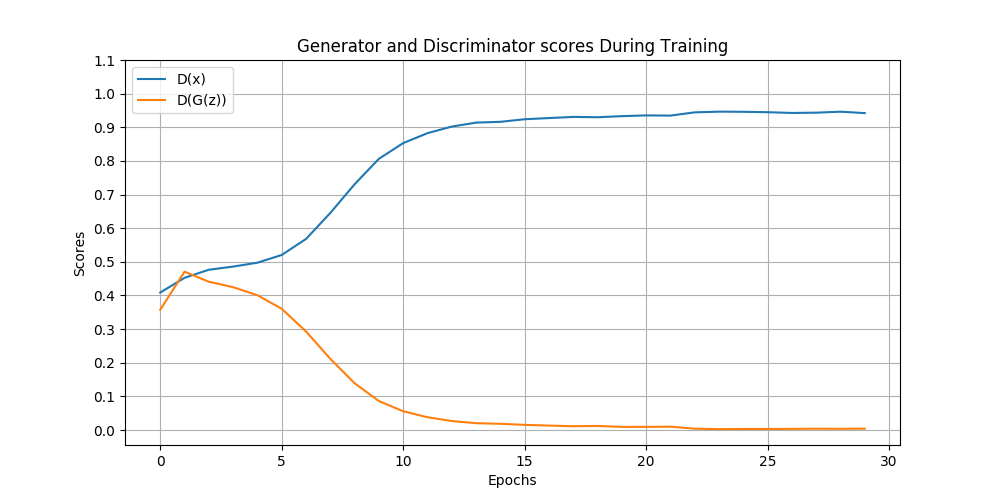 Generator and Discriminator scores During Training
D(x)
D(G(z))
1.1
1.0
0.9
0.8
0.7
0.6
0.5
0.4
0.3
0.2
0.1
0.0
Scores
0 5 10 15 20 25 30
Epochs